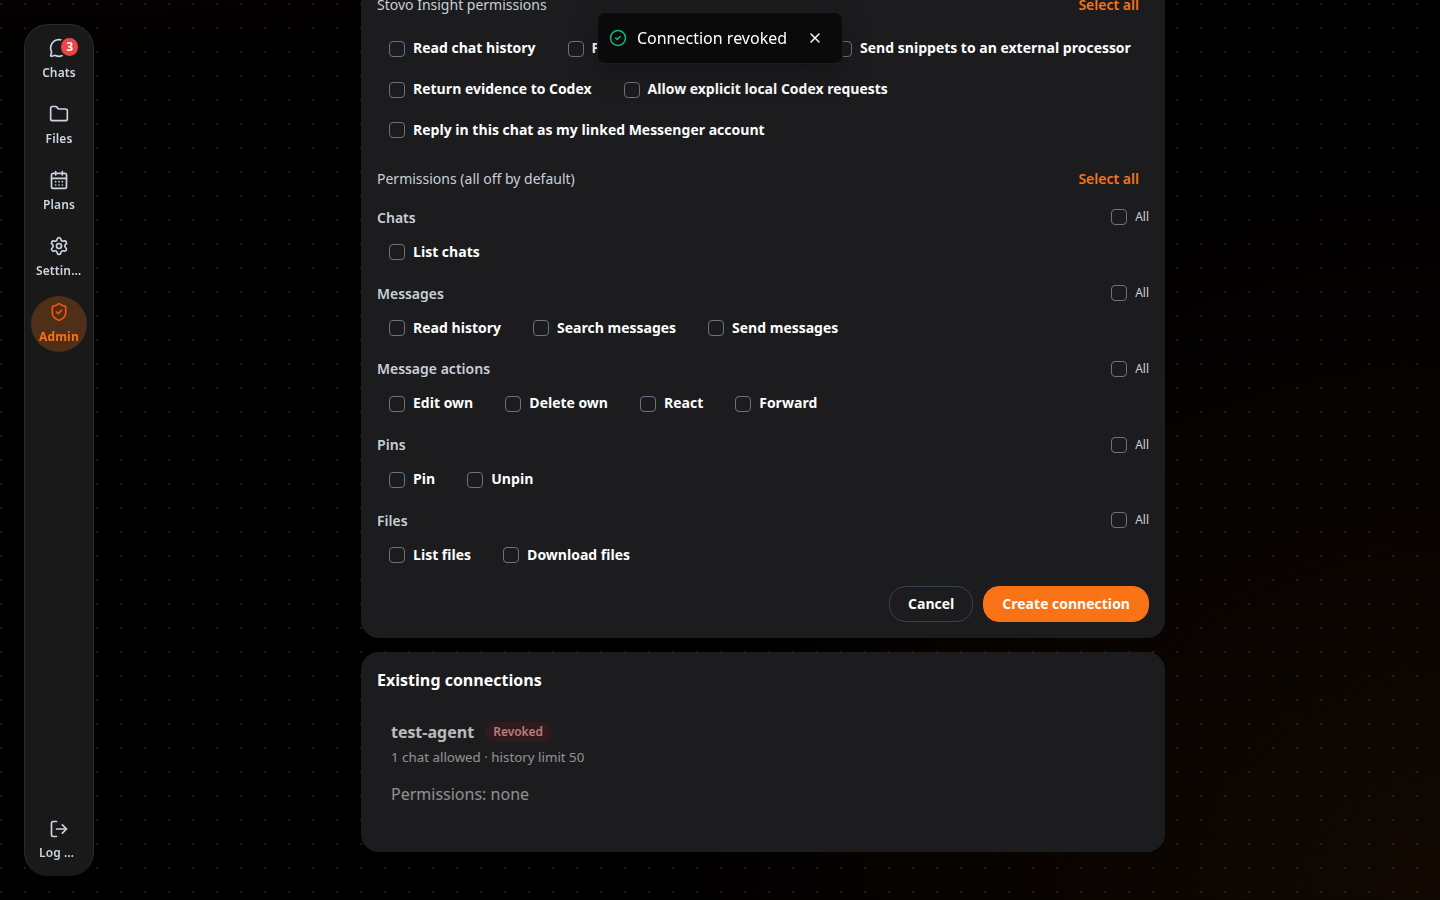 3
Chats
Files
Plans
Settin...
Admin
Log ...
Stovo Insight permissions
Select all
Connection revoked
Read chat history
Send snippets to an external processor
Return evidence to Codex
Allow explicit local Codex requests
Reply in this chat as my linked Messenger account
Permissions (all off by default)
Select all
Chats
All
List chats
Messages
All
Read history
Search messages
Send messages
Message actions
All
Edit own
Delete own
React
Forward
Pins
All
Pin
Unpin
Files
All
List files
Download files
Cancel
Create connection
Existing connections
test-agent
Revoked
1 chat allowed · history limit 50
Permissions: none